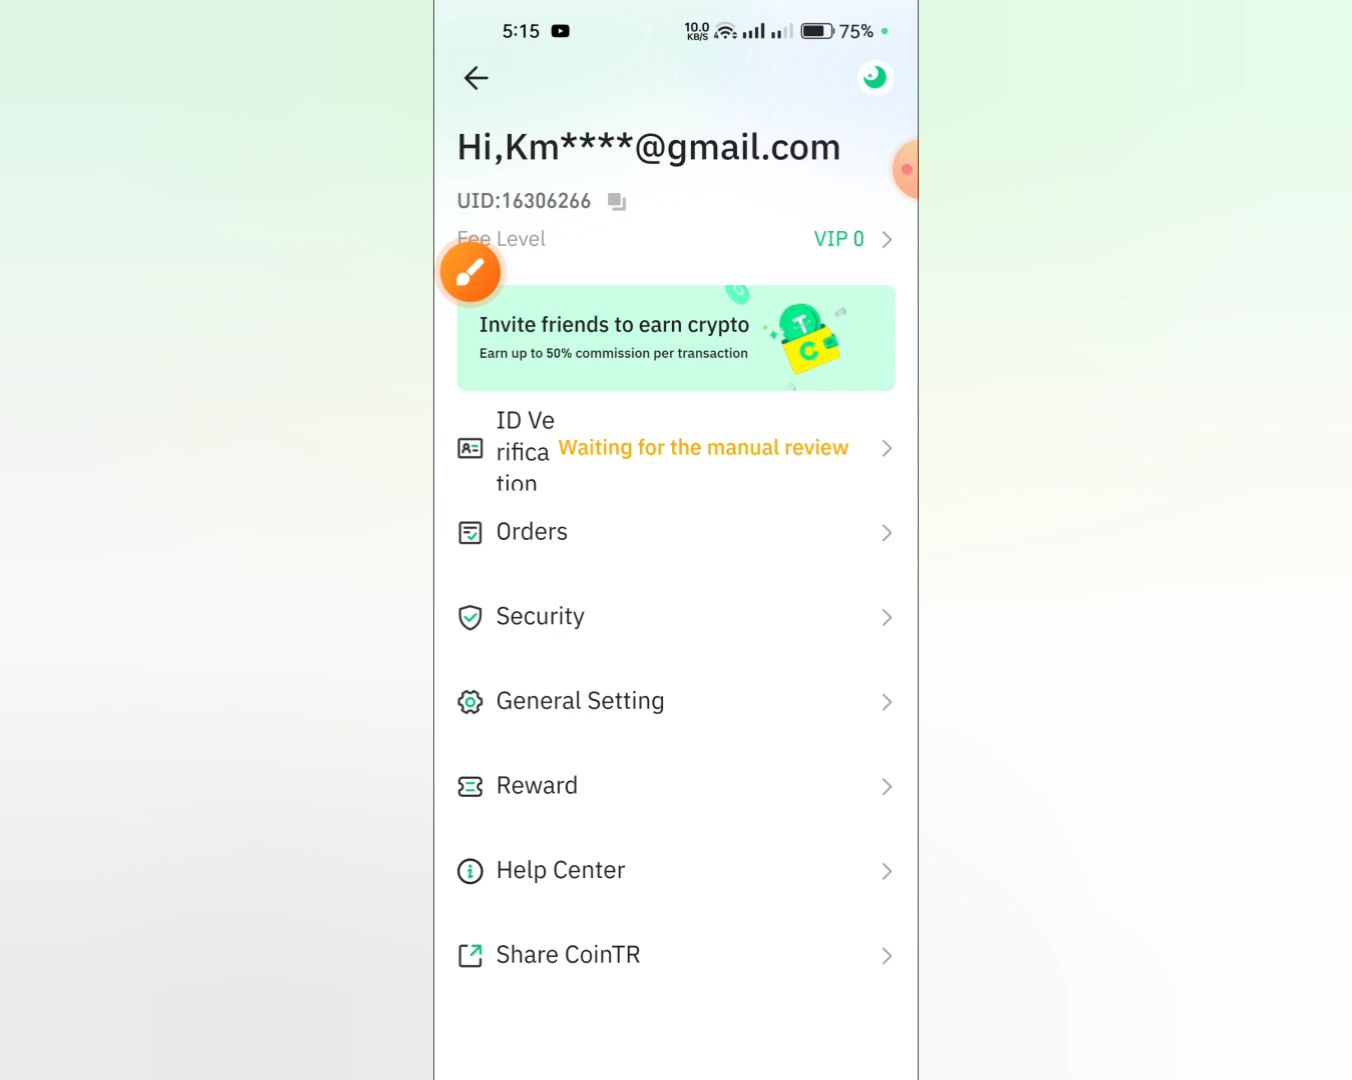 5:15
10.0
KB/S
75%
Hi,Km****@gmail.com
UID:16306266
Fee Level
VIP 0
Invite friends to earn crypto
Earn up to 50% commission per transaction
ID Ve
rifica
tion
Waiting for the manual review
Orders
Security
General Setting
Reward
Help Center
Share CoinTR